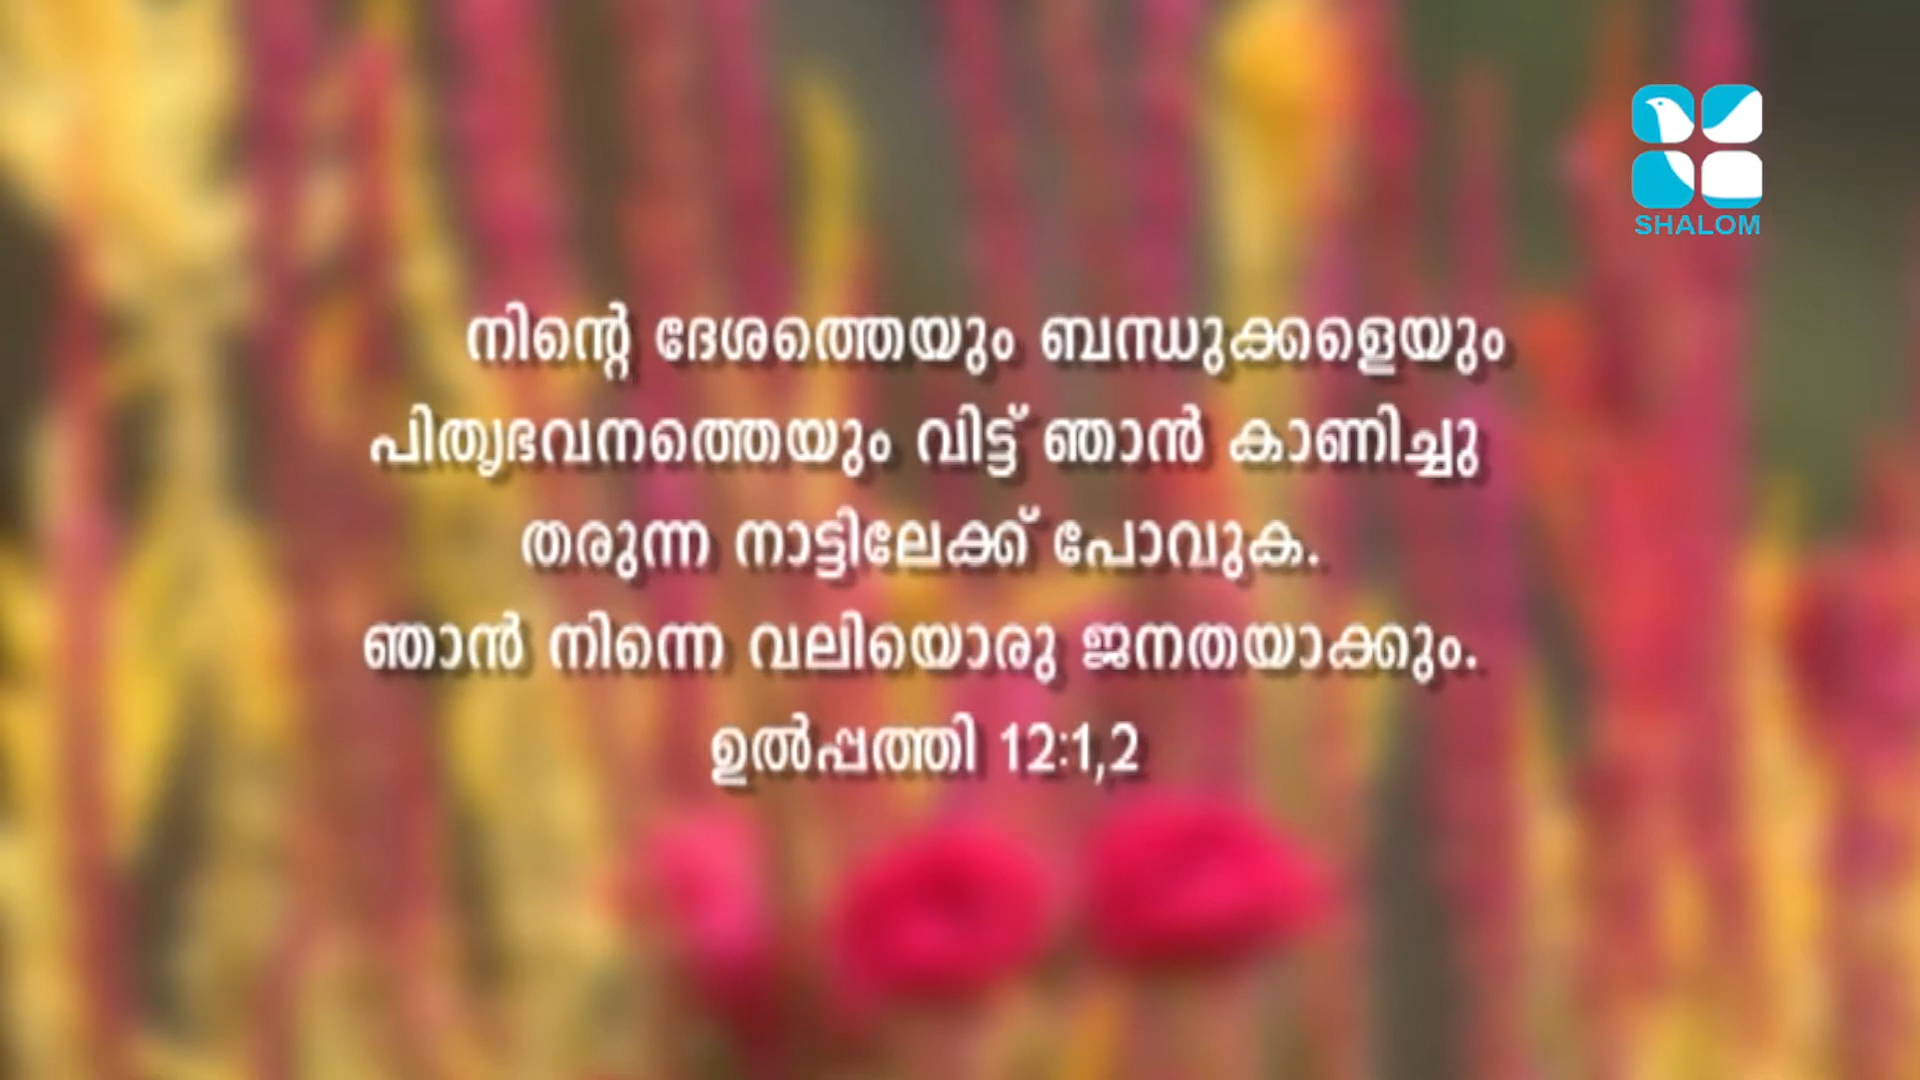 SHALOM
നിന്റെ ദേശത്തെയും ബന്ധുക്കളെയും
പിതൃഭവനത്തെയും വിട്ട് ഞാൻ കാണിച്ചു
തരുന്ന നാട്ടിലേക്ക് പോവുക.
ഞാൻ നിന്നെ വലിയൊരു ജനതയാക്കും.
ഉൽപ്പത്തി 12:1,2